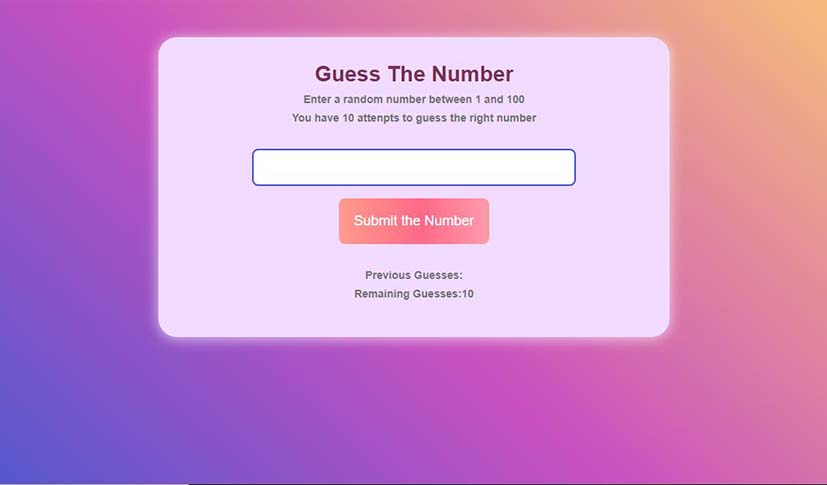 Guess The Number
Enter a random number between 1 and 100
You have 10 attenpts to guess the right number
Submit the Number
Previous Guesses:
Remaining Guesses:10